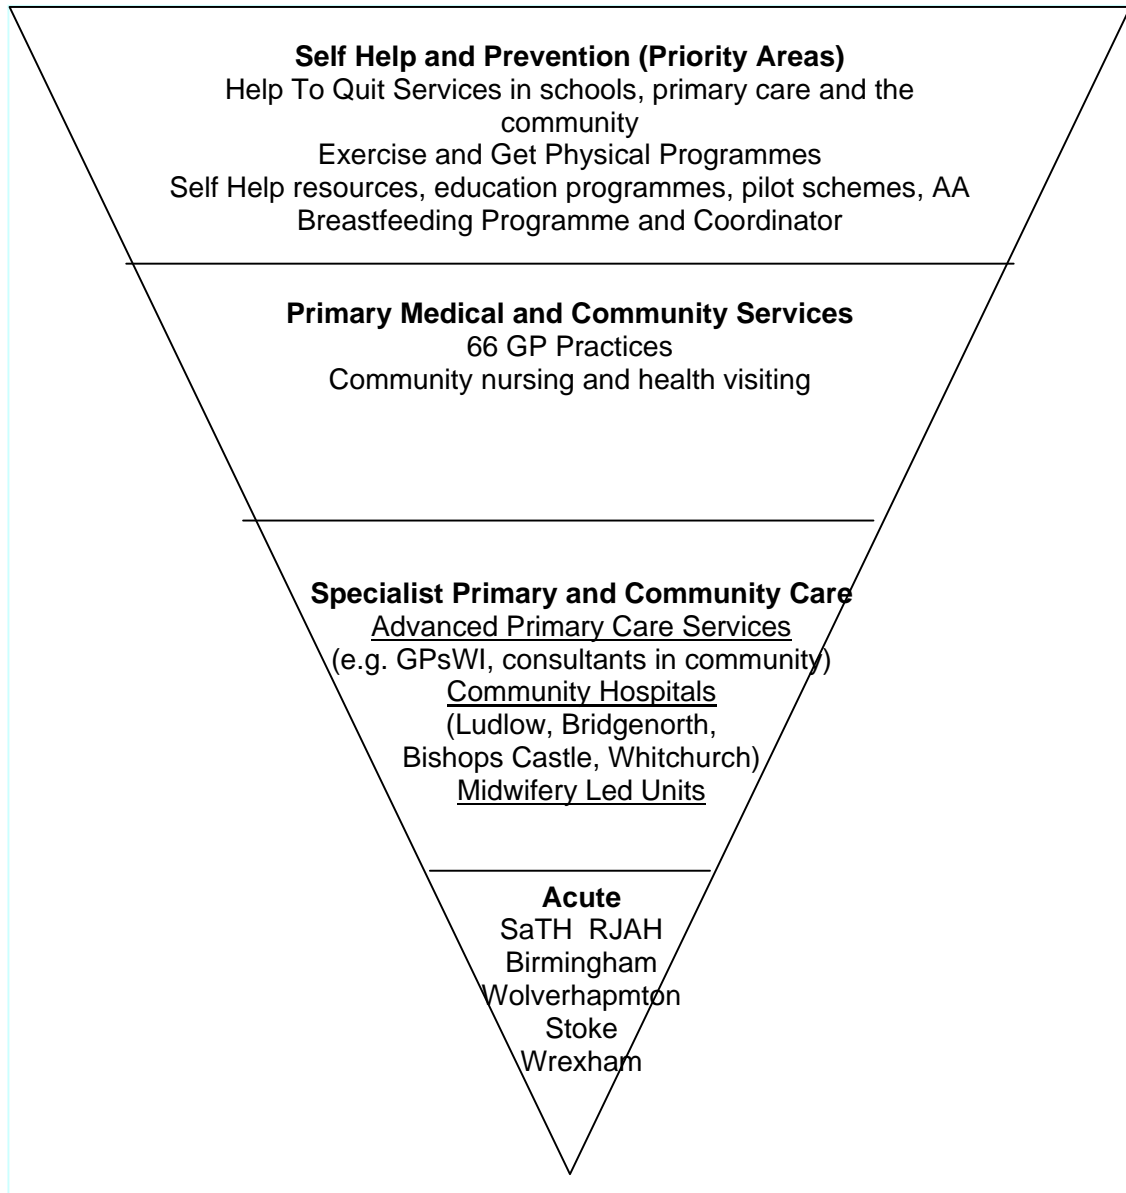 Self Help and Prevention (Priority Areas)
Help To Quit Services in schools, primary care and the
community
Exercise and Get Physical Programmes
Self Help resources, education programmes, pilot schemes, AA
Breastfeeding Programme and Coordinator
Primary Medical and Community Services
66 GP Practices
Community nursing and health visiting
Specialist Primary and Community Care
Advanced Primary Care Services
(e.g. GPsWI, consultants in community)
Community Hospitals
(Ludlow, Bridgenorth,
Bishops Castle, Whitchurch)
Midwifery Led Units
Acute
SaTH  RJAH
Birmingham
Wolverhapmton
Stoke
Wrexham